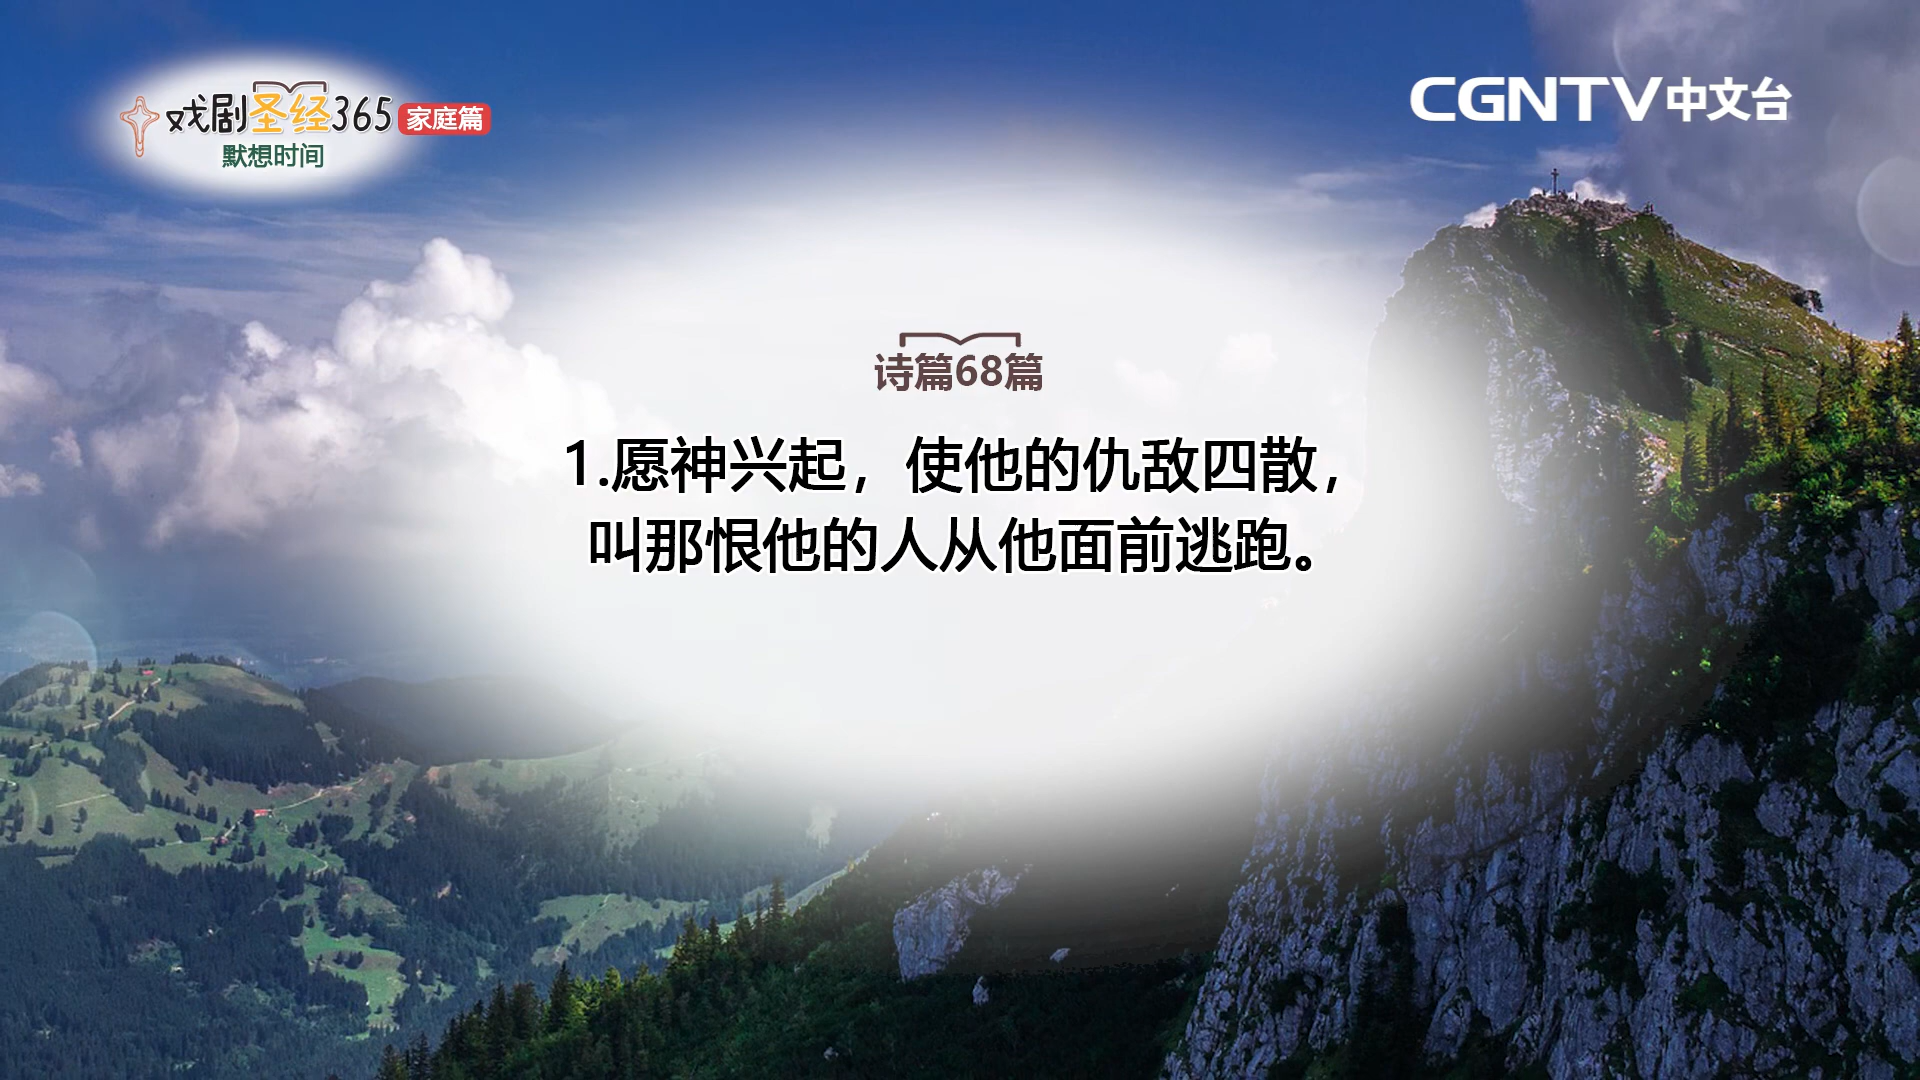 戏剧圣经365 家庭篇
默想时间
CGNTV中文台
诗篇68篇
1.愿神兴起，使他的仇敌四散，
叫那恨他的人从他面前逃跑。